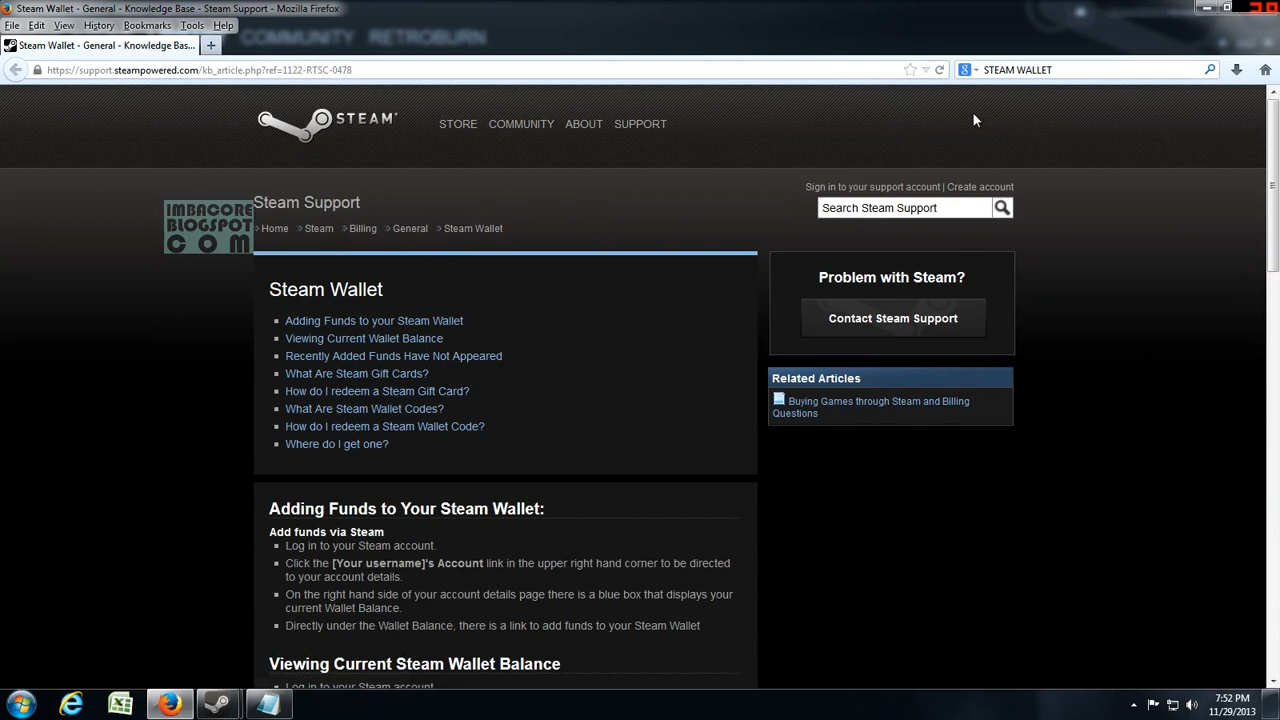 Steam Wallet - General - Knowledge Base - Steam Support - Mozilla Firefox
File Edit View History Bookmarks Tools Help
COMMUNITY RETROBURN
Steam Wallet - General - Knowledge Bas...
https://support.steampowered.com/kb_article.php?ref=1122-RTSC-0478
STEAM WALLET
STEAM
STORE COMMUNITY ABOUT SUPPORT
Sign in to your support account | Create account
Steam Support
Search Steam Support
IMBACORE
BLOGSPOT
COM
Home Steam Billing General Steam Wallet
Steam Wallet
Adding Funds to your Steam Wallet
Viewing Current Wallet Balance
Recently Added Funds Have Not Appeared
What Are Steam Gift Cards?
How do I redeem a Steam Gift Card?
What Are Steam Wallet Codes?
How do I redeem a Steam Wallet Code?
Where do I get one?
Problem with Steam?
Contact Steam Support
Related Articles
Buying Games through Steam and Billing
Questions
Adding Funds to Your Steam Wallet:
Add funds via Steam
Log in to your Steam account.
Click the [Your username]'s Account link in the upper right hand corner to be directed
to your account details.
On the right hand side of your account details page there is a blue box that displays your
current Wallet Balance.
Directly under the Wallet Balance, there is a link to add funds to your Steam Wallet
Viewing Current Steam Wallet Balance
Log in to your Steam account.
7:52 PM
11/29/2013